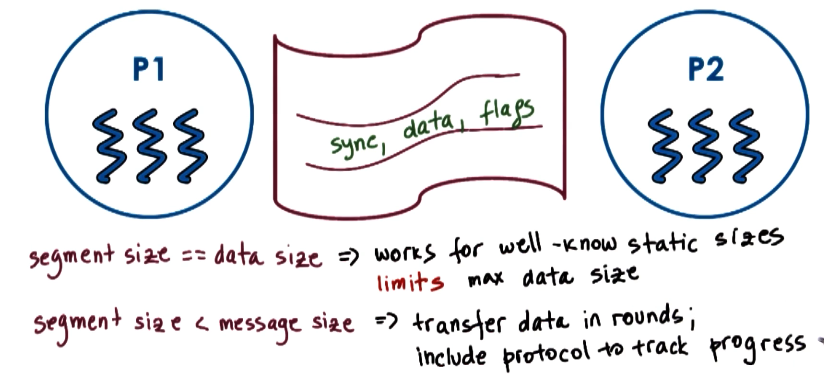 P1
P2
sync, data, flags
segment size == data size => works for well-know static sizes
limits max data size
segment size < message size => transfer data in rounds;
include protocol to track progress